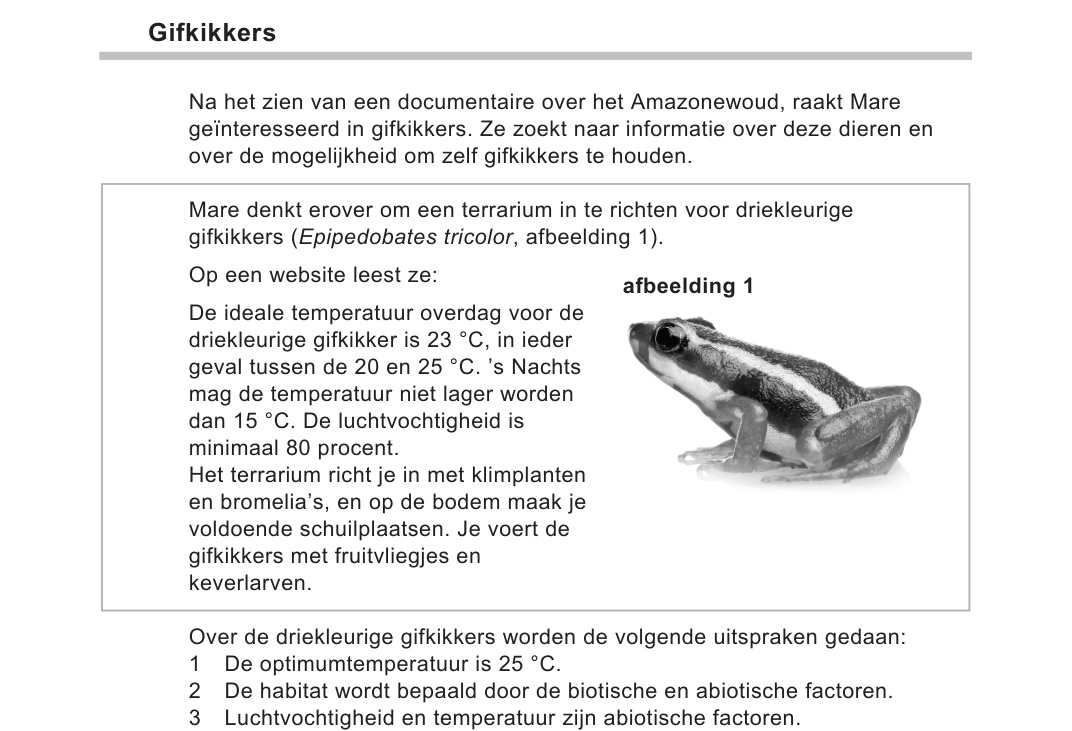 Gifkikkers
Na het zien van een documentaire over het Amazonewoud, raakt Mare
geïnteresseerd in gifkikkers. Ze zoekt naar informatie over deze dieren en
over de mogelijkheid om zelf gifkikkers te houden.
Mare denkt erover om een terrarium in te richten voor driekleurige
gifkikkers (Epipedobates tricolor, afbeelding 1).
Op een website leest ze:
De ideale temperatuur overdag voor de
driekleurige gifkikker is 23 °C, in ieder
geval tussen de 20 en 25 °C. ’s Nachts
mag de temperatuur niet lager worden
dan 15 °C. De luchtvochtigheid is
minimaal 80 procent.
Het terrarium richt je in met klimplanten
en bromelia’s, en op de bodem maak je
voldoende schuilplaatsen. Je voert de
gifkikkers met fruitvliegjes en
keverlarven.
afbeelding 1
Over de driekleurige gifkikkers worden de volgende uitspraken gedaan:
1 De optimumtemperatuur is 25 °C.
2 De habitat wordt bepaald door de biotische en abiotische factoren.
3 Luchtvochtigheid en temperatuur zijn abiotische factoren.